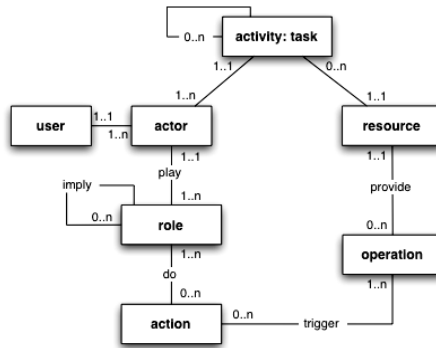 activity: task
0..n
1..1
0..n
1..n
1..1
user
1..1
1..n
actor
resource
1..1
1..1
play
provide
imply
1..n
0..n
role
0..n
1..n
operation
do
1..n
0..n
0..n
action
trigger